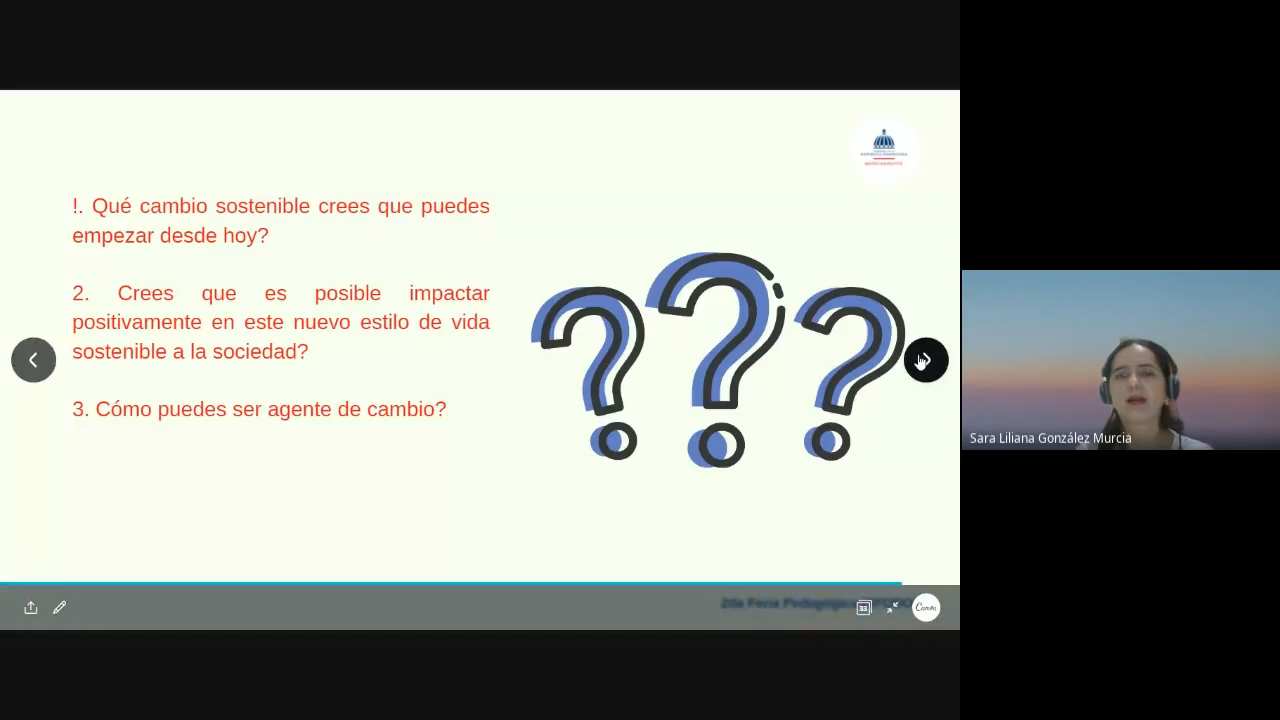 !. Qué cambio sostenible crees que puedes
empezar desde hoy?
2. Crees que es posible impactar
positivamente en este nuevo estilo de vida
sostenible a la sociedad?
3. Cómo puedes ser agente de cambio?
Sara Liliana González Murcia
2da Feria Pedagógica
33
Canva